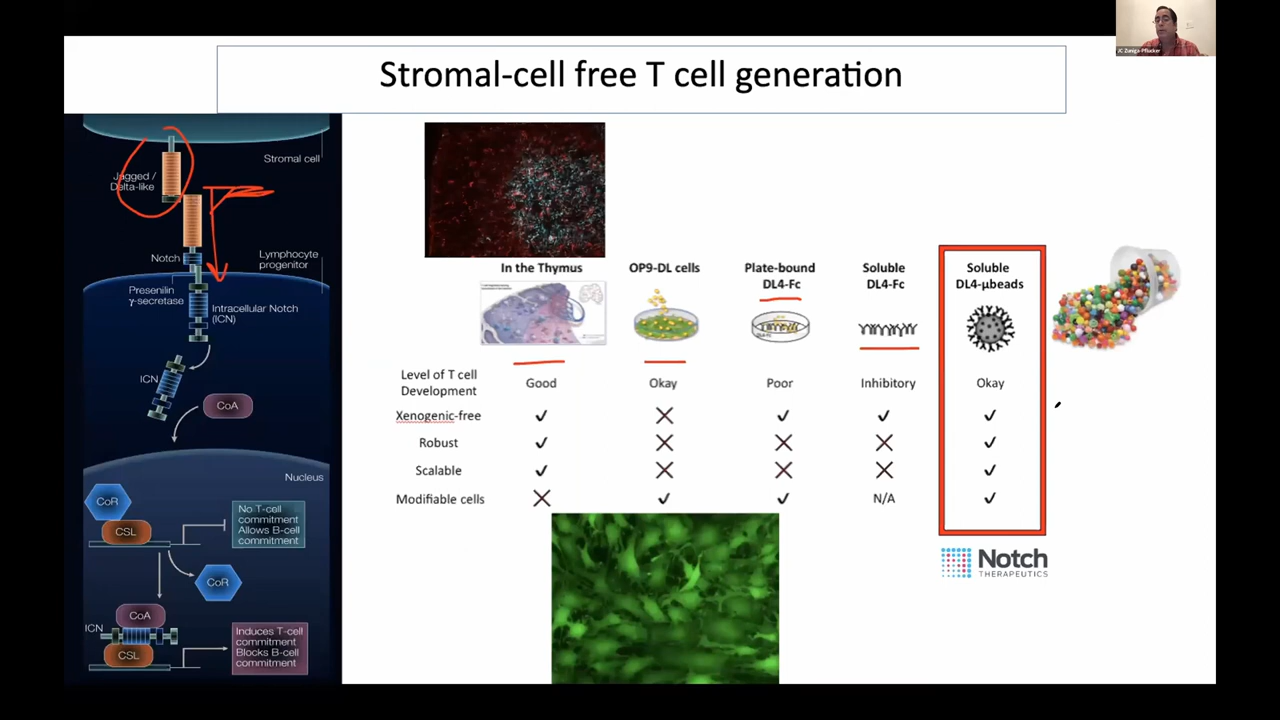 JC Zuniga-Pflucker
Stromal-cell free T cell generation
Stromal cell
Jagged /
Delta-like
Notch
Lymphocyte
progenitor
Presenilin
γ-secretase
Intracellular Notch
(ICN)
ICN
CoA
Nucleus
CoR
CSL
No T-cell
commitment
Allows B-cell
commitment
CoR
CoA
ICN
CSL
Induces T-cell
commitment
Blocks B-cell
commitment
In the Thymus
OP9-DL cells
Plate-bound
DL4-Fc
Soluble
DL4-Fc
Soluble
DL4-μbeads
Level of T cell
Development
Good
Okay
Poor
Inhibitory
Okay
Xenogenic-free ✓ ✕ ✓ ✓ ✓
Robust ✓ ✕ ✕ ✕ ✓
Scalable ✓ ✕ ✕ ✕ ✓
Modifiable cells ✕ ✓ ✓ N/A ✓
Notch
THERAPEUTICS